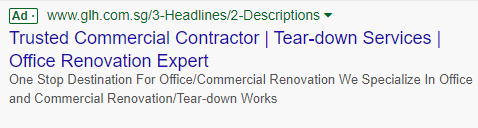 Ad · www.glh.com.sg/3-Headlines/2-Descriptions
Trusted Commercial Contractor | Tear-down Services |
Office Renovation Expert
One Stop Destination For Office/Commercial Renovation We Specialize In Office
and Commercial Renovation/Tear-down Works